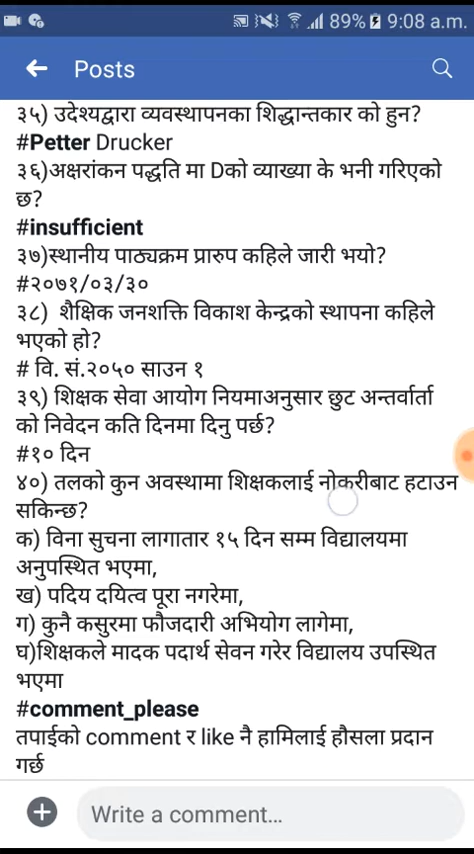 89% 9:08 a.m.
Posts
३५) उदेश्यद्वारा व्यवस्थापनका शिद्धान्तकार को हुन?
#Petter Drucker
३६)अक्षरांकन पद्धति मा Dको व्याख्या के भनी गरिएको
छ?
#insufficient
३७)स्थानीय पाठ्यक्रम प्रारुप कहिले जारी भयो?
#२०७१/०३/३०
३८) शैक्षिक जनशक्ति विकाश केन्द्रको स्थापना कहिले
भएको हो?
# वि. सं.२०५० साउन १
३९) शिक्षक सेवा आयोग नियमाअनुसार छुट अन्तर्वार्ता
को निवेदन कति दिनमा दिनु पर्छ?
#१० दिन
४०) तलको कुन अवस्थामा शिक्षकलाई नोकरीबाट हटाउन
सकिन्छ?
क) विना सुचना लागातार १५ दिन सम्म विद्यालयमा
अनुपस्थित भएमा,
ख) पदिय दयित्व पूरा नगरेमा,
ग) कुनै कसुरमा फौजदारी अभियोग लागेमा,
घ)शिक्षकले मादक पदार्थ सेवन गरेर विद्यालय उपस्थित
भएमा
#comment_please
तपाईको comment र like नै हामिलाई हौसला प्रदान
गर्छ
Write a comment...